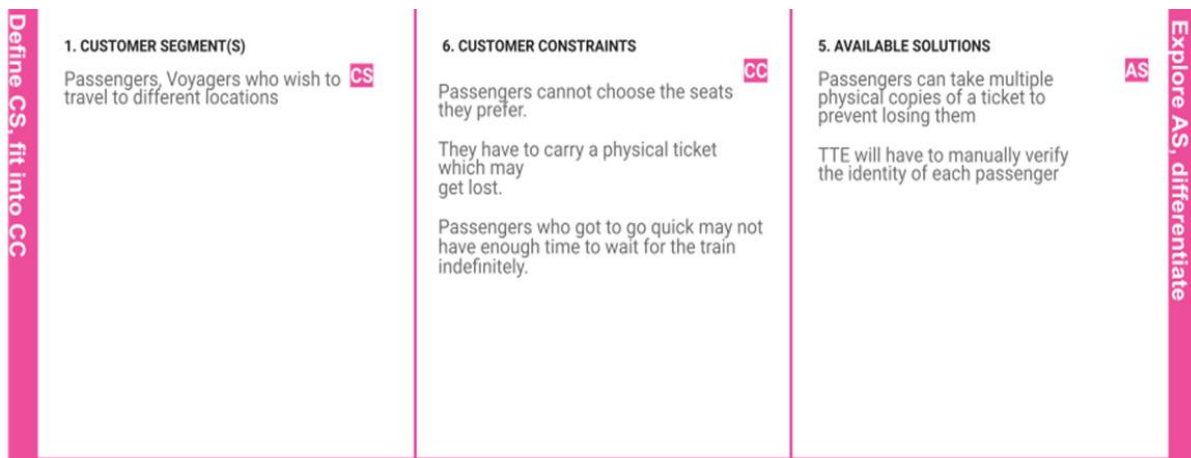 Define CS, fit into CC
1. CUSTOMER SEGMENT(S)
CS
Passengers, Voyagers who wish to
travel to different locations
6. CUSTOMER CONSTRAINTS
CC
Passengers cannot choose the seats
they prefer.
They have to carry a physical ticket
which may
get lost.
Passengers who got to go quick may not
have enough time to wait for the train
indefinitely.
5. AVAILABLE SOLUTIONS
AS
Passengers can take multiple
physical copies of a ticket to
prevent losing them
TTE will have to manually verify
the identity of each passenger
Explore AS, differentiate